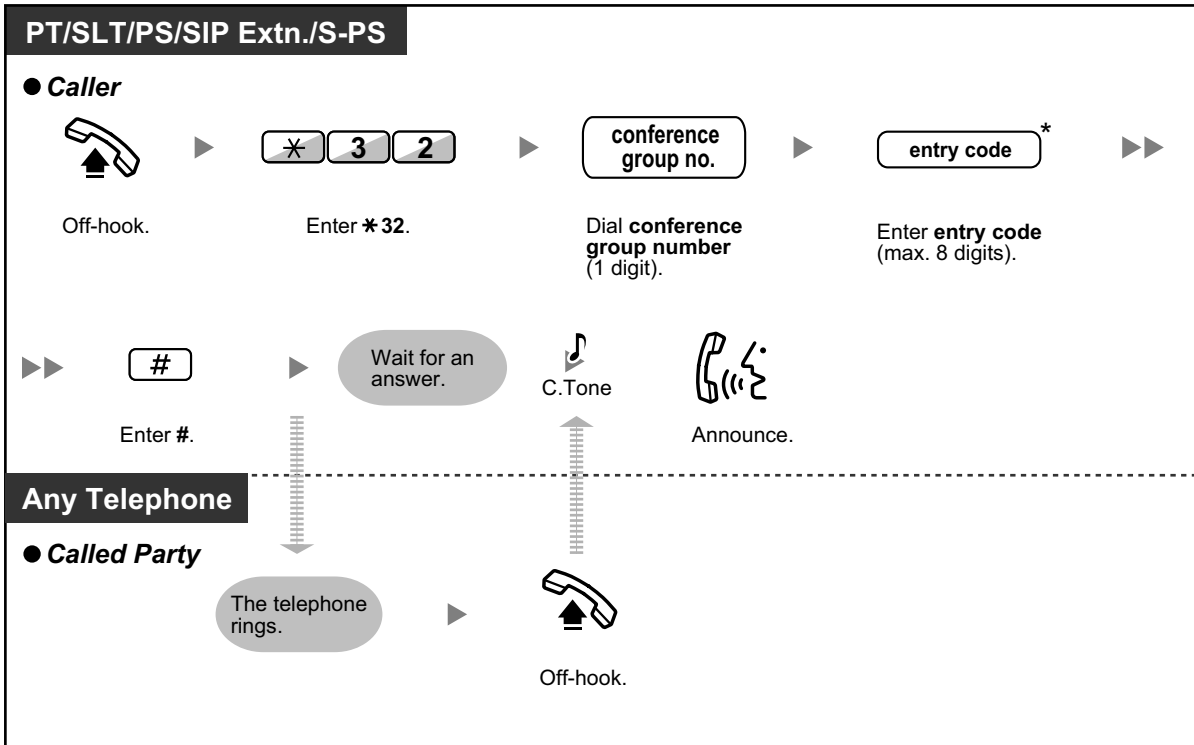 PT/SLT/PS/SIP Extn./S-PS
● Caller
✱ 3 2
conference
group no.
entry code*
Off-hook.
Enter ✱32.
Dial conference
group number
(1 digit).
Enter entry code
(max. 8 digits).
#
Wait for an
answer.
C.Tone
Enter #.
Announce.
Any Telephone
● Called Party
The telephone
rings.
Off-hook.